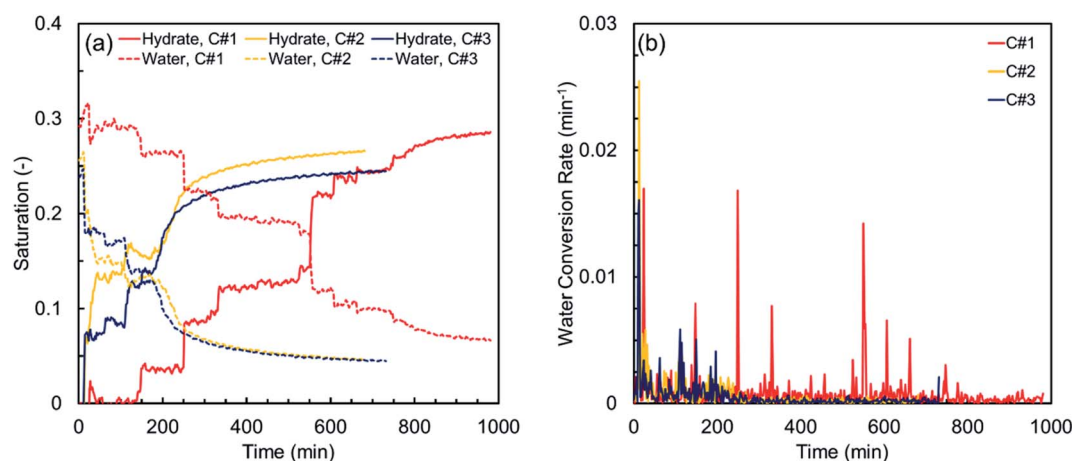 (a)
Hydrate, C#1 Hydrate, C#2 Hydrate, C#3
Water, C#1 Water, C#2 Water, C#3
0.4
0.3
0.2
0.1
0
Saturation (-)
0 200 400 600 800 1000
Time (min)
(b)
C#1
C#2
C#3
0.03
0.02
0.01
0
Water Conversion Rate (min⁻¹)
0 200 400 600 800 1000
Time (min)